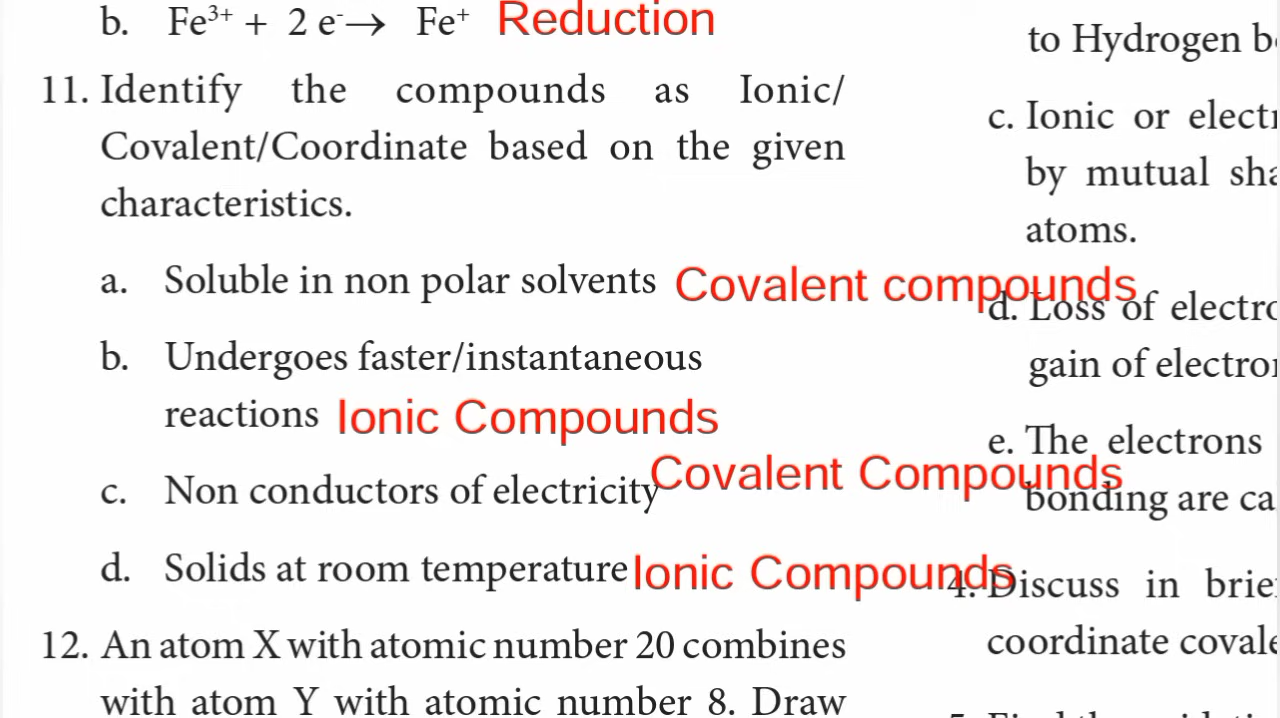 b. Fe³⁺ + 2 e⁻→ Fe⁺ Reduction
11. Identify the compounds as Ionic/
Covalent/Coordinate based on the given
characteristics.
a. Soluble in non polar solvents Covalent compounds
b. Undergoes faster/instantaneous
reactions Ionic Compounds
c. Non conductors of electricity Covalent Compounds
d. Solids at room temperature Ionic Compounds
12. An atom X with atomic number 20 combines
with atom Y with atomic number 8. Draw
to Hydrogen
c. Ionic or
by mutual
atoms.
d. Loss of
gain of
e. The electrons
bonding are
4. Discuss in
coordinate